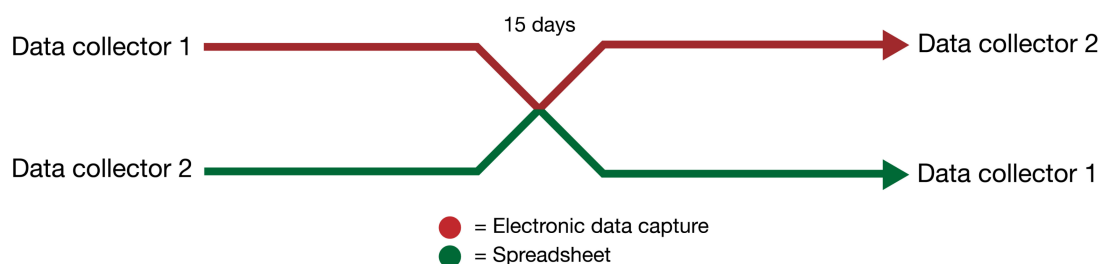 15 days
Data collector 1
Data collector 2
Data collector 2
Data collector 1
= Electronic data capture
= Spreadsheet